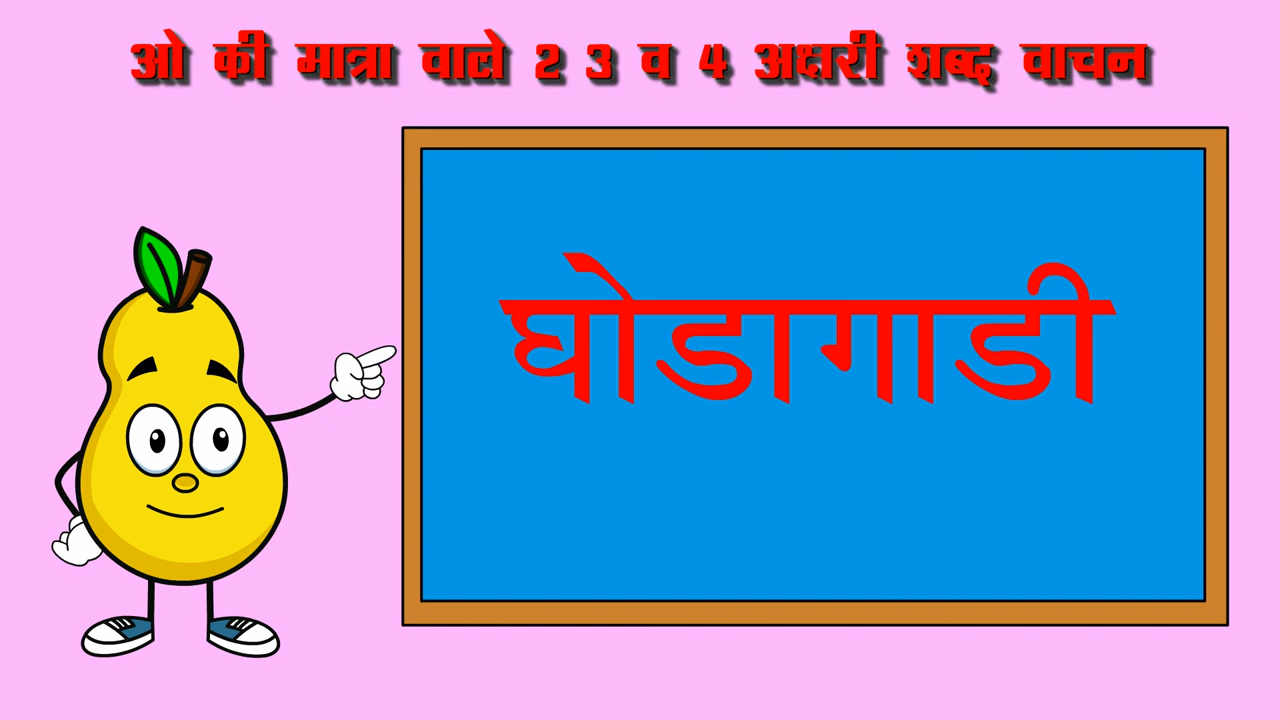 ओ की मात्रा वाले 2 3 व 4 अक्षरी शब्द वाचन
घोडागाडी